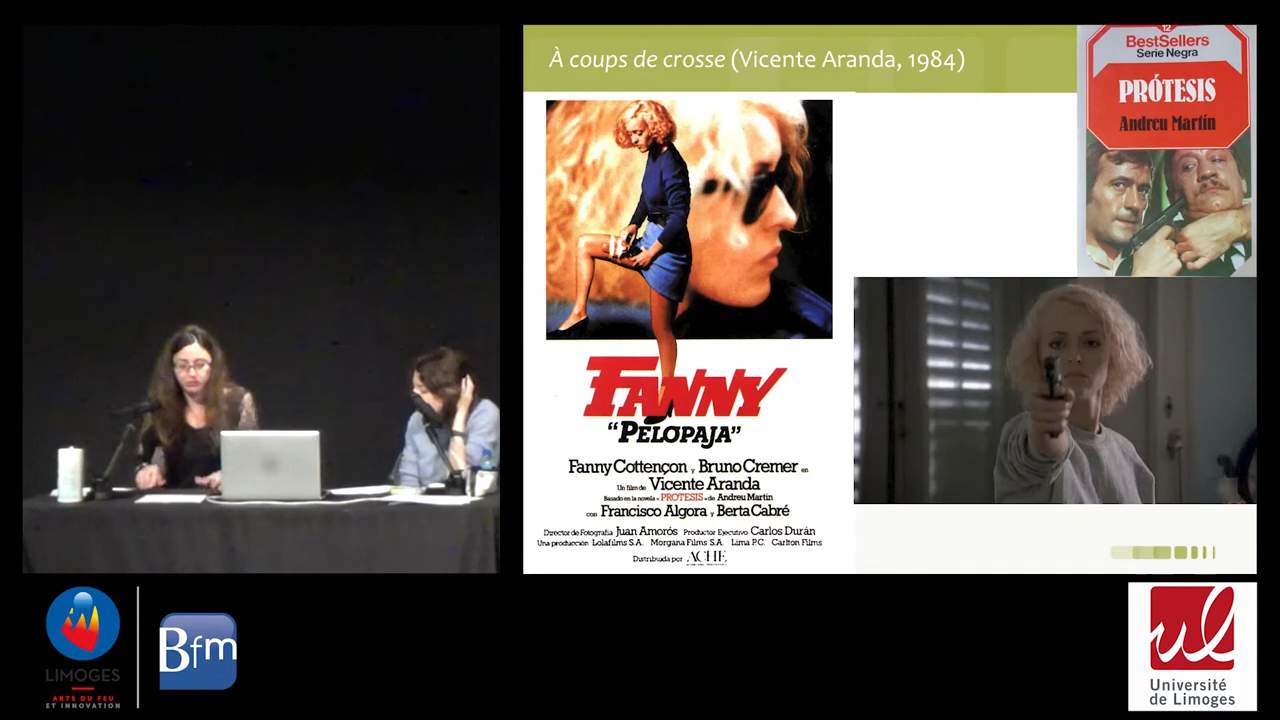 À coups de crosse (Vicente Aranda, 1984)
12
BestSellers
Serie Negra
PRÓTESIS
Andreu Martín
FANNY
"PELOPAJA"
Fanny Cottençon y Bruno Cremer en
Un film de Vicente Aranda
Basado en la novela «PROTESIS» de Andreu Martin
con Francisco Algora y Berta Cabré
Director de Fotografía Juan Amorós Productor Ejecutivo Carlos Durán
Una producción Lolafilms S.A. Morgana Films S.A. Lima P.C. Carlton Films
Distribuida por ACHE
LIMOGES
ARTS DU FEU
ET INNOVATION
Bfm
ul
Université
de Limoges